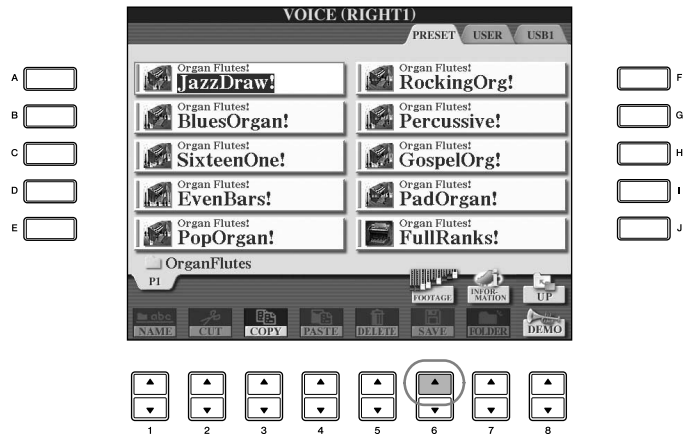 VOICE (RIGHT1)
PRESET USER USB1
A
B
C
D
E
Organ Flutes!
JazzDraw!
Organ Flutes!
BluesOrgan!
Organ Flutes!
SixteenOne!
Organ Flutes!
EvenBars!
Organ Flutes!
PopOrgan!
Organ Flutes!
RockingOrg!
Organ Flutes!
Percussive!
Organ Flutes!
GospelOrg!
Organ Flutes!
PadOrgan!
Organ Flutes!
FullRanks!
F
G
H
I
J
OrganFlutes
P1
FOOTAGE
INFOR-
MATION
UP
abc
NAME CUT COPY PASTE DELETE SAVE FOLDER DEMO
1 2 3 4 5 6 7 8